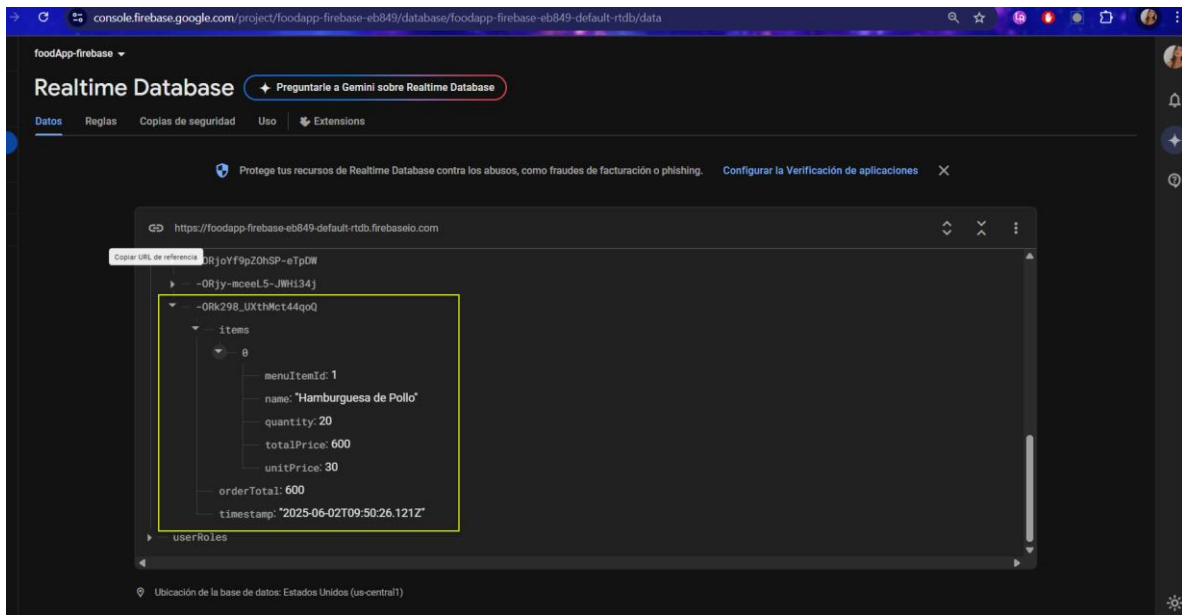 console.firebase.google.com/project/foodapp-firebase-eb849/database/foodapp-firebase-eb849-default-rtdb/data
foodApp-firebase
Realtime Database
Preguntarle a Gemini sobre Realtime Database
Datos Reglas Copias de seguridad Uso Extensions
Protege tus recursos de Realtime Database contra los abusos, como fraudes de facturación o phishing. Configurar la Verificación de aplicaciones
https://foodapp-firebase-eb849-default-rtdb.firebaseio.com
Copiar URL de referencia
ORjoYf9pZOhSP-eTpDW
-ORjy-mceeL5-JWHi34j
-ORk298_UXthMct44qoQ
items
0
menuItemId: 1
name: "Hamburguesa de Pollo"
quantity: 20
totalPrice: 600
unitPrice: 30
orderTotal: 600
timestamp: "2025-06-02T09:50:26.121Z"
userRoles
Ubicación de la base de datos: Estados Unidos (us-central1)